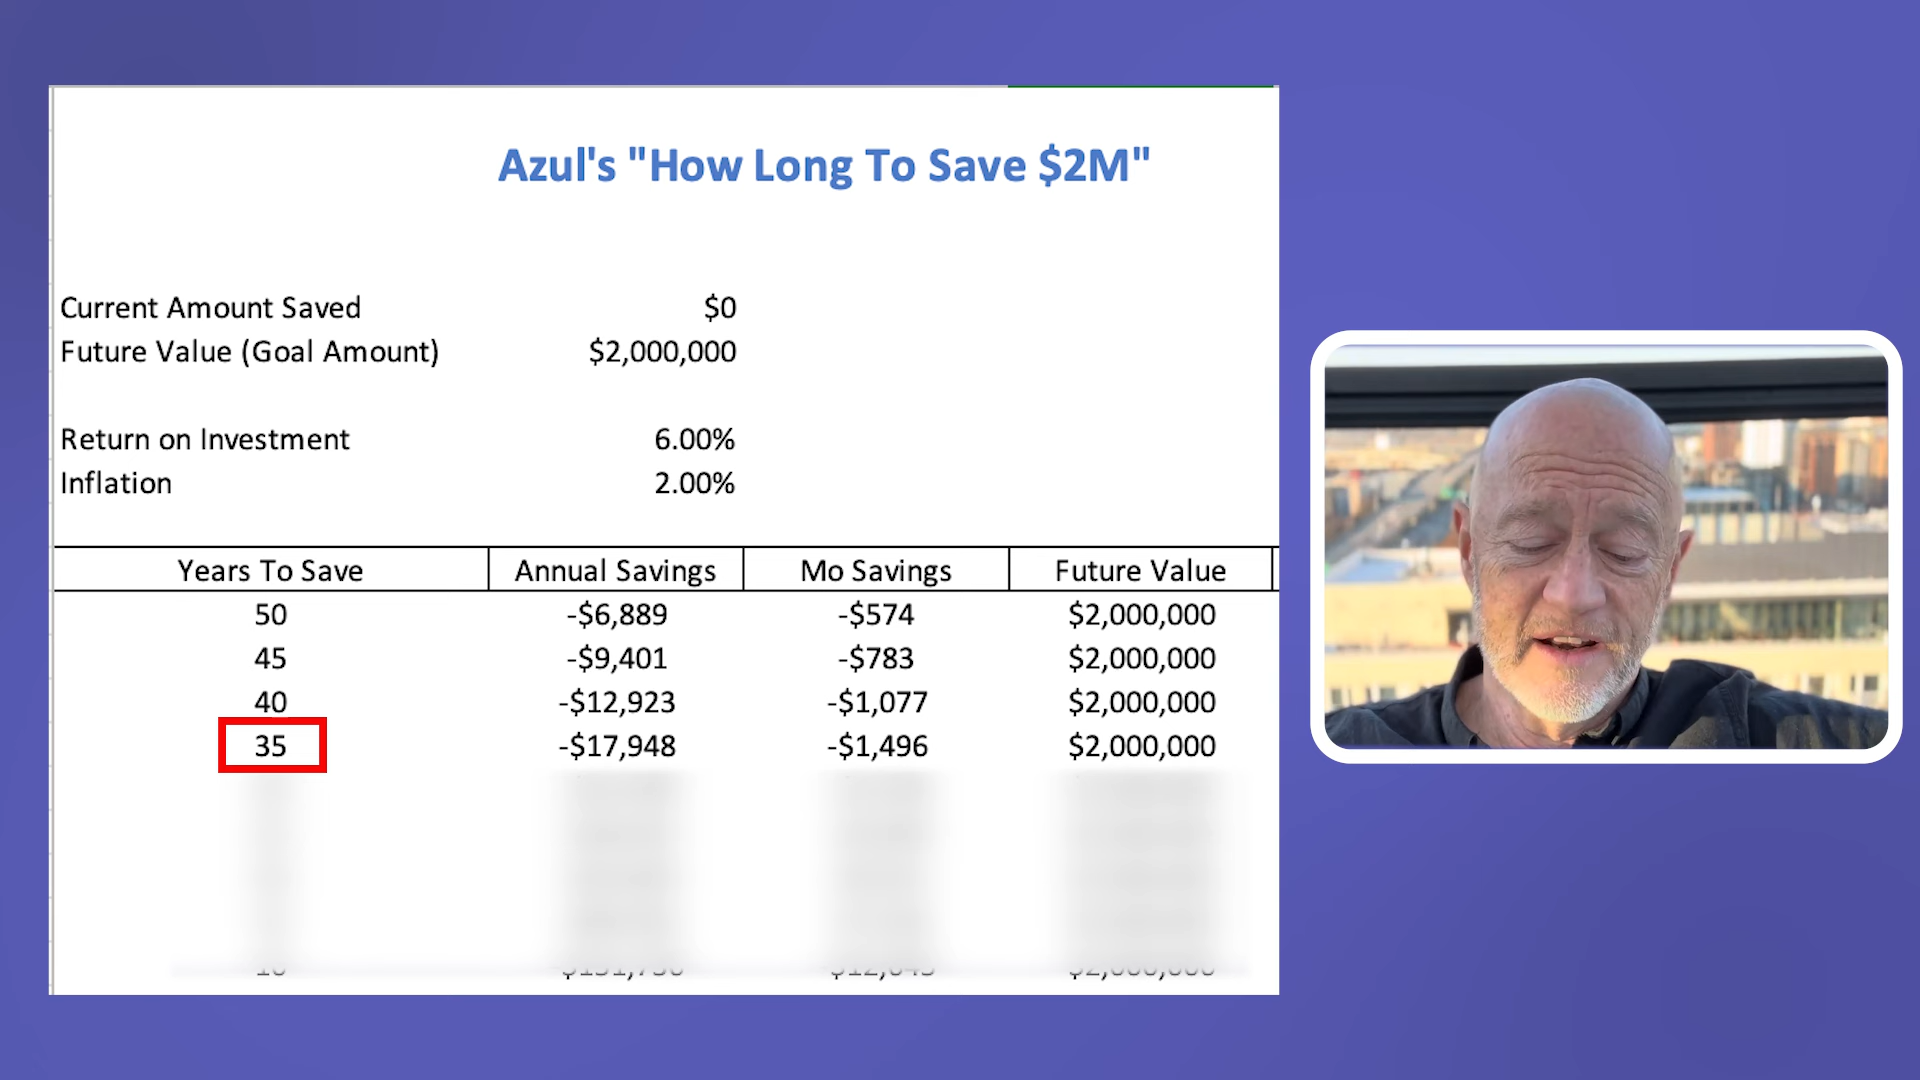 Azul's "How Long To Save $2M"
Current Amount Saved $0
Future Value (Goal Amount) $2,000,000
Return on Investment 6.00%
Inflation 2.00%
Years To Save Annual Savings Mo Savings Future Value
50 -$6,889 -$574 $2,000,000
45 -$9,401 -$783 $2,000,000
40 -$12,923 -$1,077 $2,000,000
35 -$17,948 -$1,496 $2,000,000